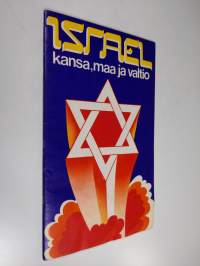 ISRAEL
kansa, maa ja valtio